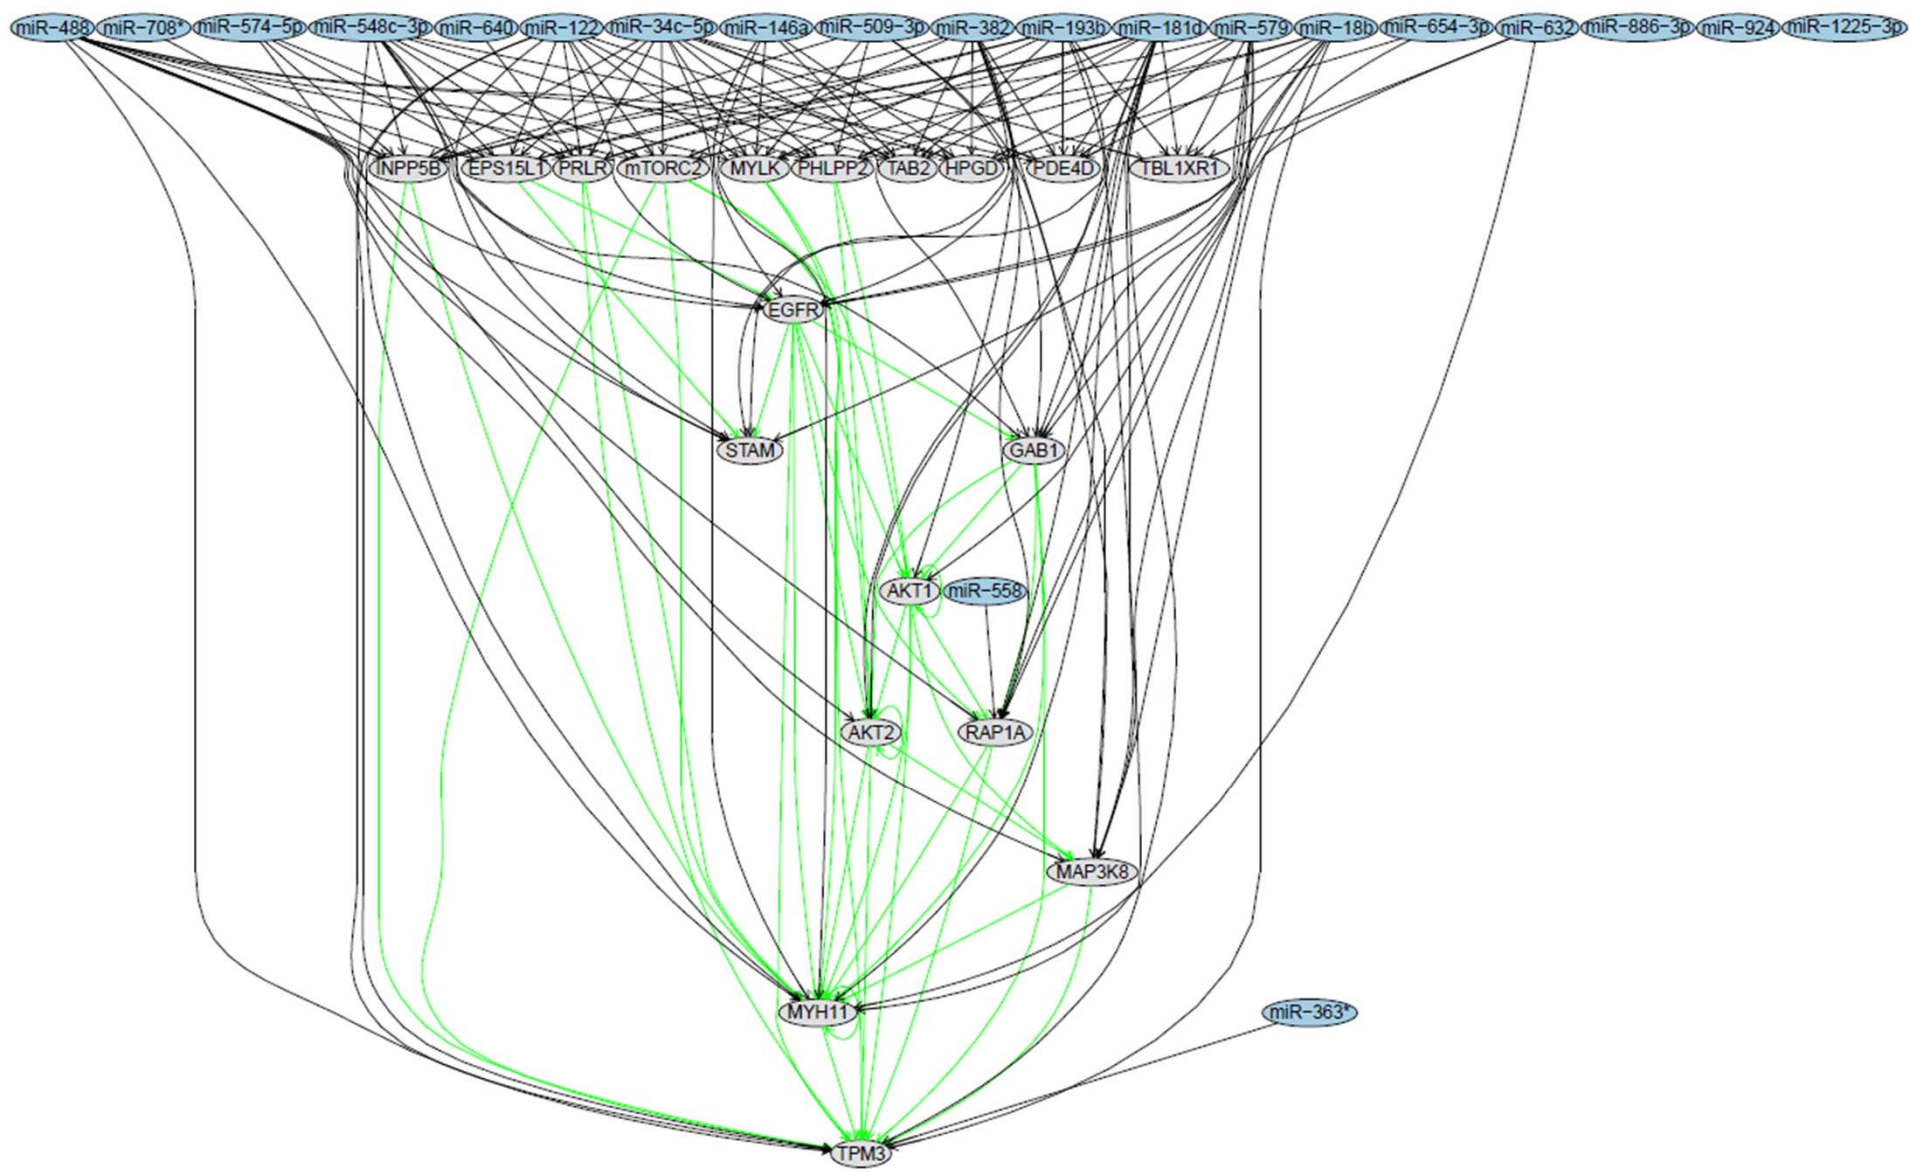 miR−488 miR−708* miR−574−5p miR−548c−3p miR−640 miR−122 miR−34c−5p miR−146a miR−509−3p miR−382 miR−193b miR−181d miR−579 miR−18b miR−654−3p miR−632 miR−886−3p miR−924 miR−1225−3p
INPP5B EPS15L1 PRLR mTORC2 MYLK PHLPP2 TAB2 HPGD PDE4D TBL1XR1
EGFR
STAM GAB1
AKT1 miR−558
AKT2 RAP1A
MAP3K8
MYH11 miR−363*
TPM3